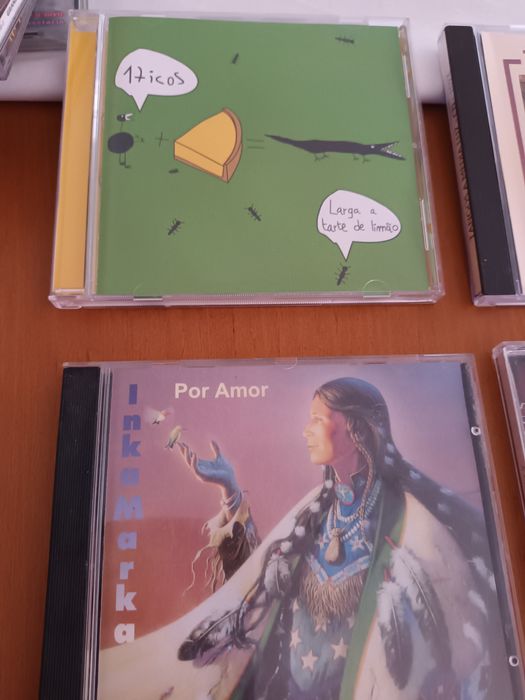 17icos
+
=
Larga a
tarte de limão
Por Amor
InkaMarka